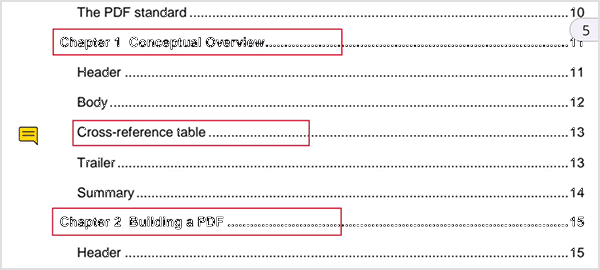 The PDF standard ........ 10
5
Chapter 1 Conceptual Overview ........ 11
Header ........ 11
Body ........ 12
Cross-reference table ........ 13
Trailer ........ 13
Summary ........ 14
Chapter 2 Building a PDF ........ 15
Header ........ 15